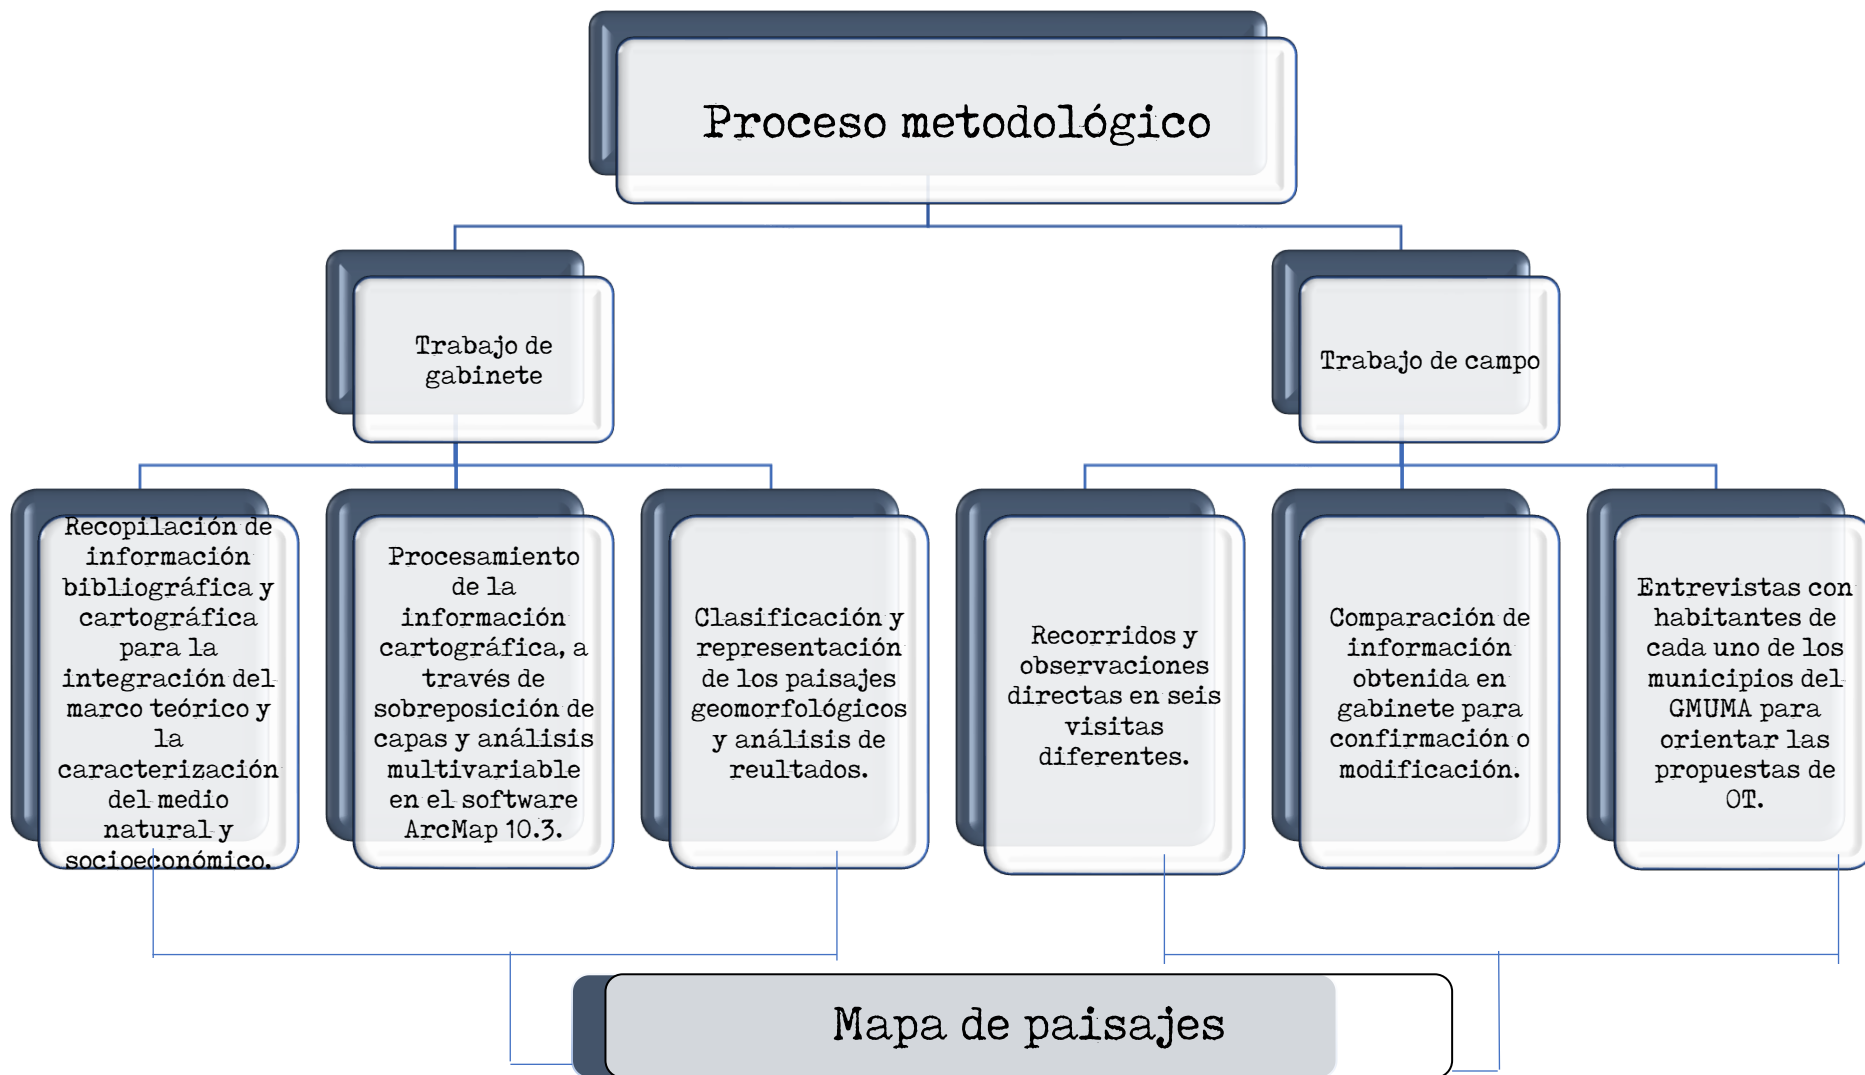 Proceso metodológico
Trabajo de
gabinete
Trabajo de campo
Recopilación de
información
bibliográfica y
cartográfica
para la
integración del
marco teórico y
la
caracterización
del medio
natural y
socioeconómico.
Procesamiento
de la
información
cartográfica, a
través de
sobreposición de
capas y análisis
multivariable
en el software
ArcMap 10.3.
Clasificación y
representación
de los paisajes
geomorfológicos
y análisis de
reultados.
Recorridos y
observaciones
directas en seis
visitas
diferentes.
Comparación de
información
obtenida en
gabinete para
confirmación o
modificación.
Entrevistas con
habitantes de
cada uno de los
municipios del
GMUMA para
orientar las
propuestas de
OT.
Mapa de paisajes